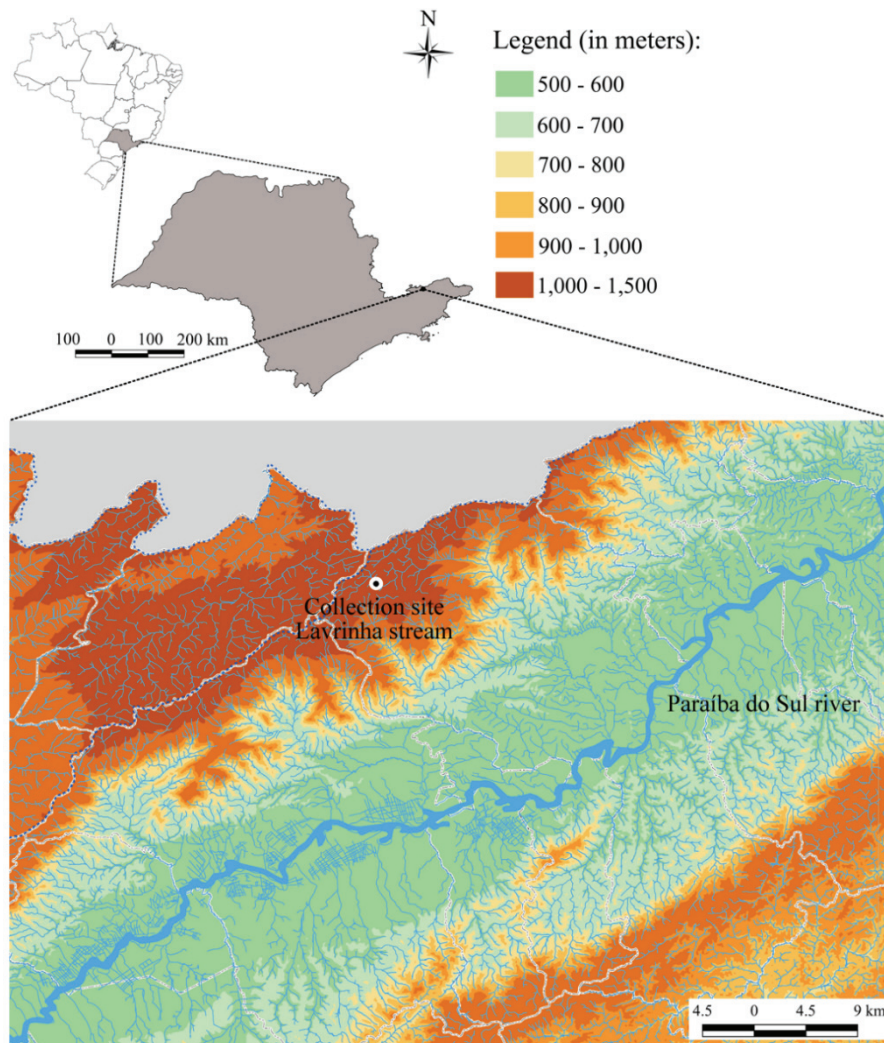 N
Legend (in meters):
500 - 600
600 - 700
700 - 800
800 - 900
900 - 1,000
1,000 - 1,500
100 0 100 200 km
Collection site
Lavrinha stream
Paraíba do Sul river
4.5 0 4.5 9 km